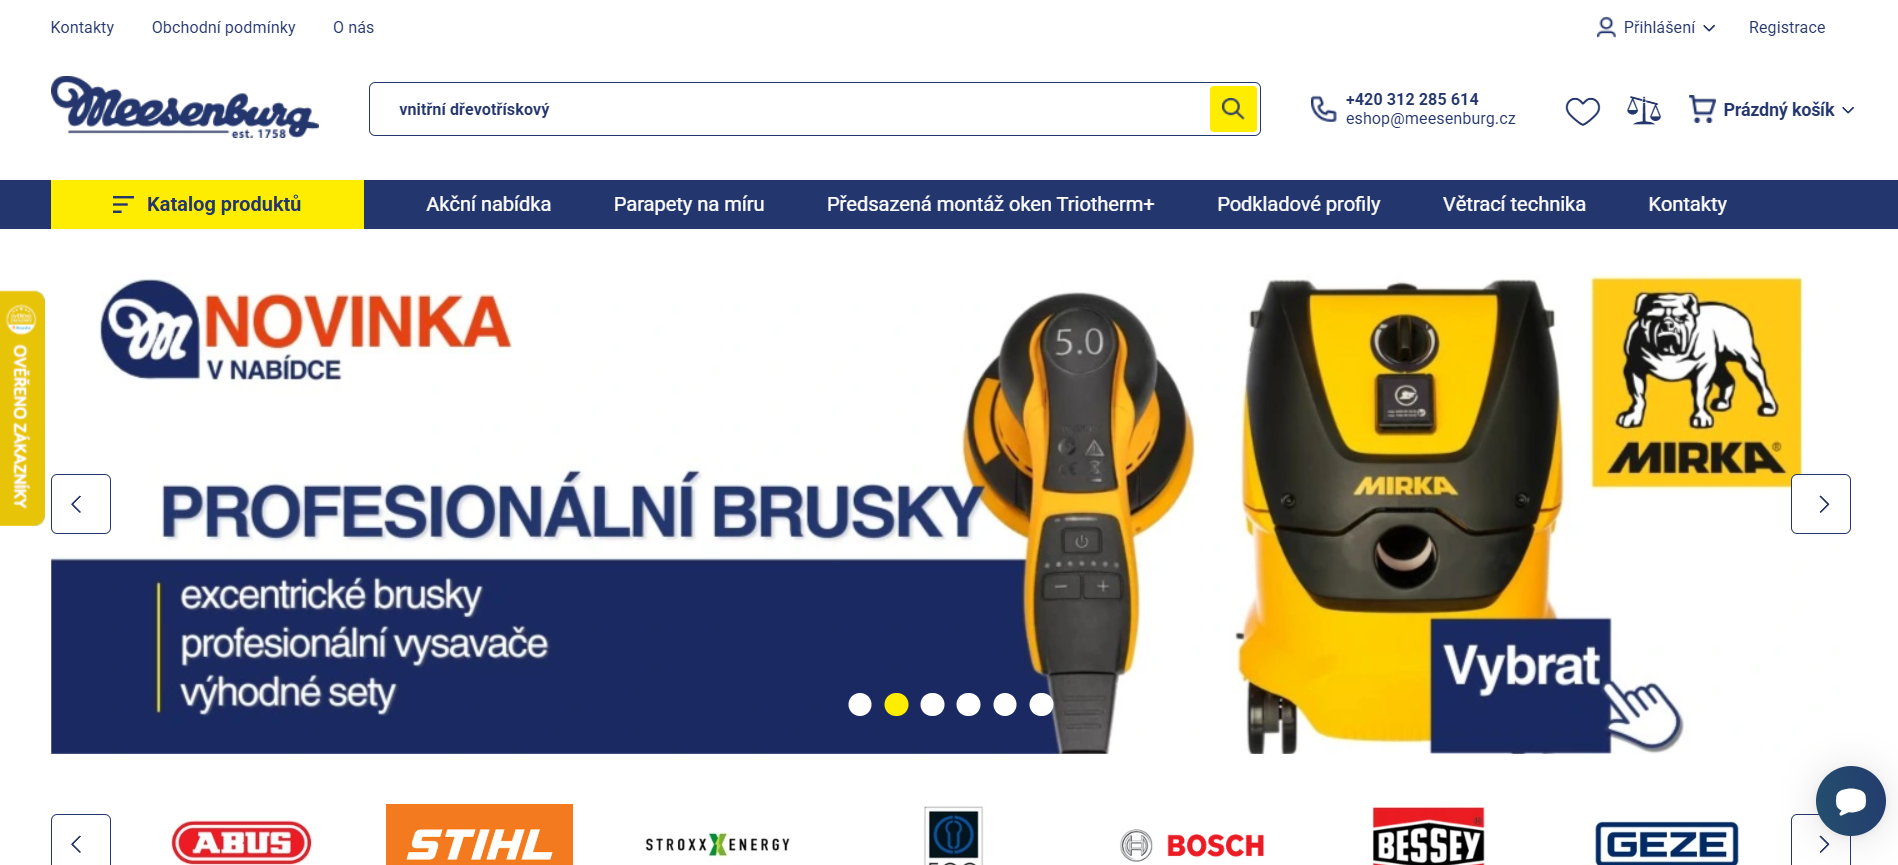 Kontakty
Obchodní podmínky
O nás
Přihlášení
Registrace
Meesenburg
est. 1758
vnitřní dřevotřískový
+420 312 285 614
eshop@meesenburg.cz
Prázdný košík
Katalog produktů
Akční nabídka
Parapety na míru
Předsazená montáž oken Triotherm+
Podkladové profily
Větrací technika
Kontakty
OVĚŘENO ZÁKAZNÍKY
NOVINKA
V NABÍDCE
5.0
MIRKA
MIRKA
PROFESIONÁLNÍ BRUSKY
excentrické brusky
profesionální vysavače
výhodné sety
Vybrat
ABUS
STIHL
STROXXENERGY
BOSCH
BESSEY
GEZE